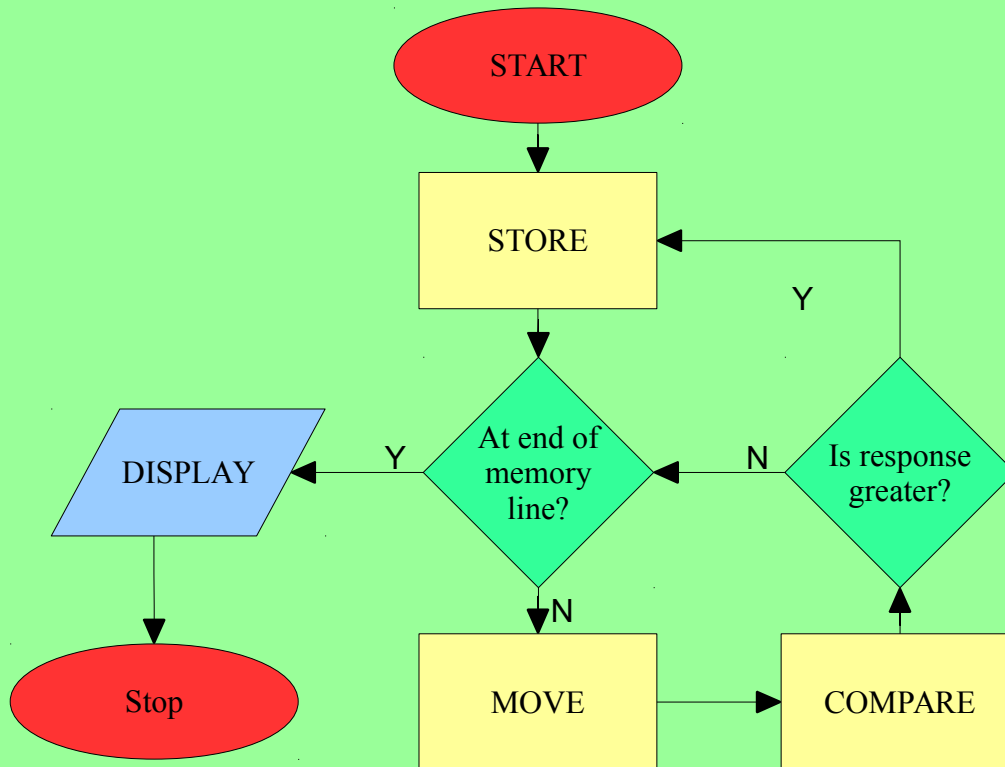 START
STORE
Y
At end of
memory
line?
Y
DISPLAY
N
Is response
greater?
N
Stop
MOVE
COMPARE